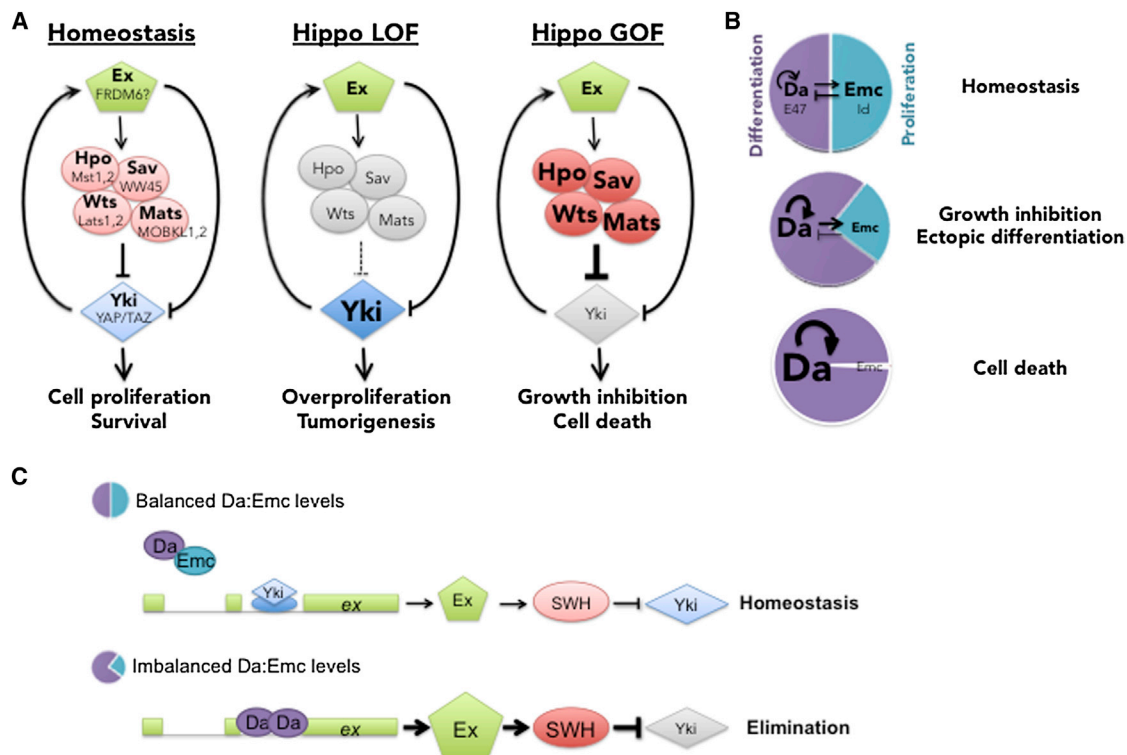 A
Homeostasis
Ex
FRDM6?
Hpo
Mst1,2
Sav
WW45
Wts
Lats1,2
Mats
MOBKL1,2
Yki
YAP/TAZ
Cell proliferation
Survival
Hippo LOF
Ex
Hpo
Sav
Wts
Mats
Yki
Overproliferation
Tumorigenesis
Hippo GOF
Ex
Hpo
Sav
Wts
Mats
Yki
Growth inhibition
Cell death
B
Differentiation
Da
E47
Emc
Id
Proliferation
Homeostasis
Da
Emc
Growth inhibition
Ectopic differentiation
Da
Emc
Cell death
C
Balanced Da:Emc levels
Da
Emc
Yki
ex
Ex
SWH
Yki
Homeostasis
Imbalanced Da:Emc levels
Da Da
ex
Ex
SWH
Yki
Elimination